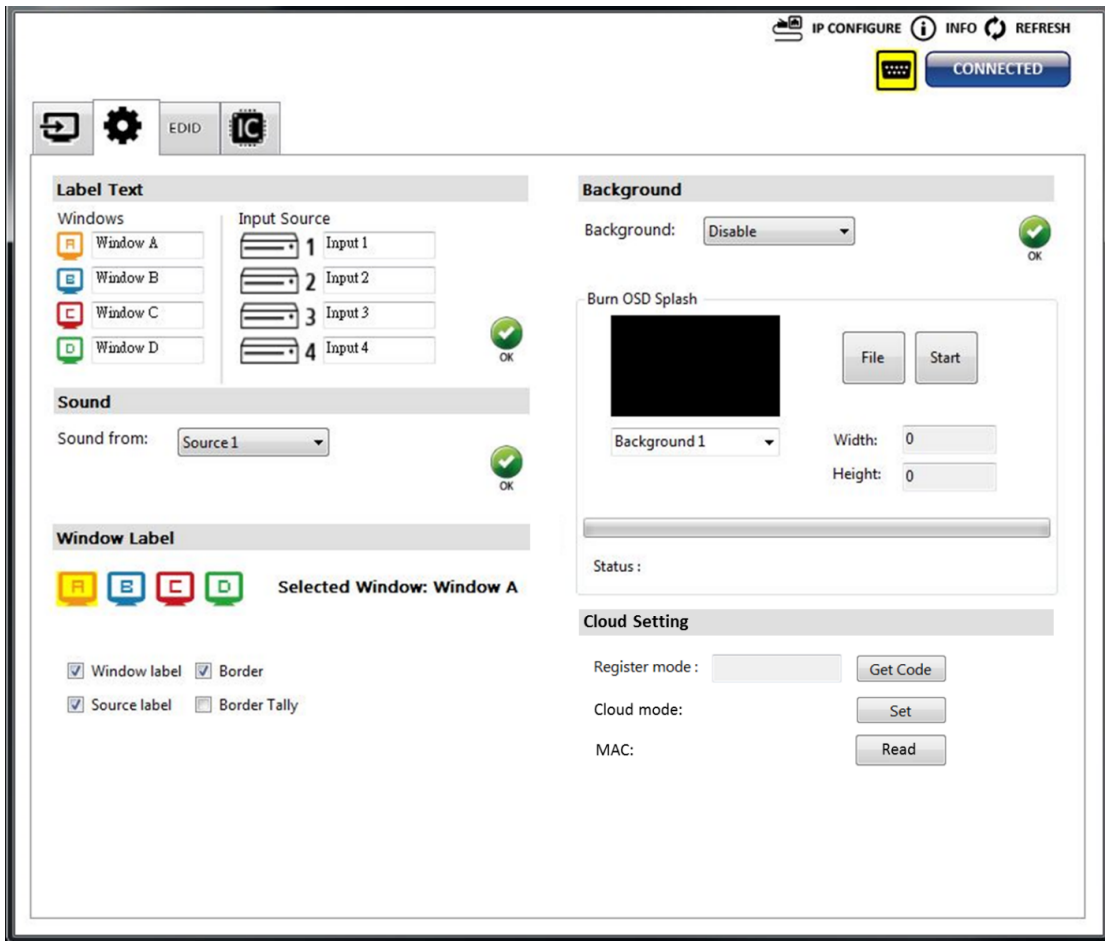 IP CONFIGURE INFO REFRESH
CONNECTED
EDID IC
Label Text
Windows Input Source
A Window A 1 Input 1
B Window B 2 Input 2
C Window C 3 Input 3
D Window D 4 Input 4
OK
Sound
Sound from: Source 1
OK
Window Label
A B C D Selected Window: Window A
Window label Border
Source label Border Tally
Background
Background: Disable
OK
Burn OSD Splash
File Start
Background 1 Width: 0
Height: 0
Status :
Cloud Setting
Register mode : Get Code
Cloud mode: Set
MAC: Read